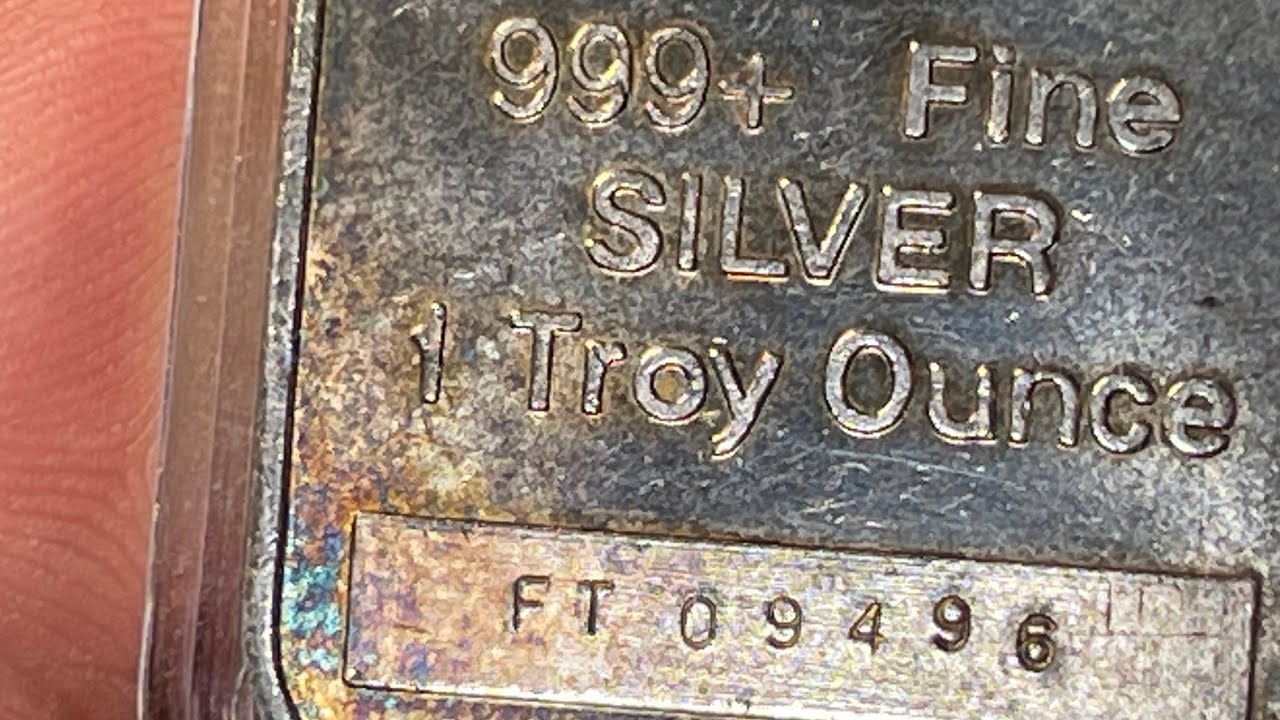 999+ Fine
SILVER
1 Troy Ounce
FT 09496